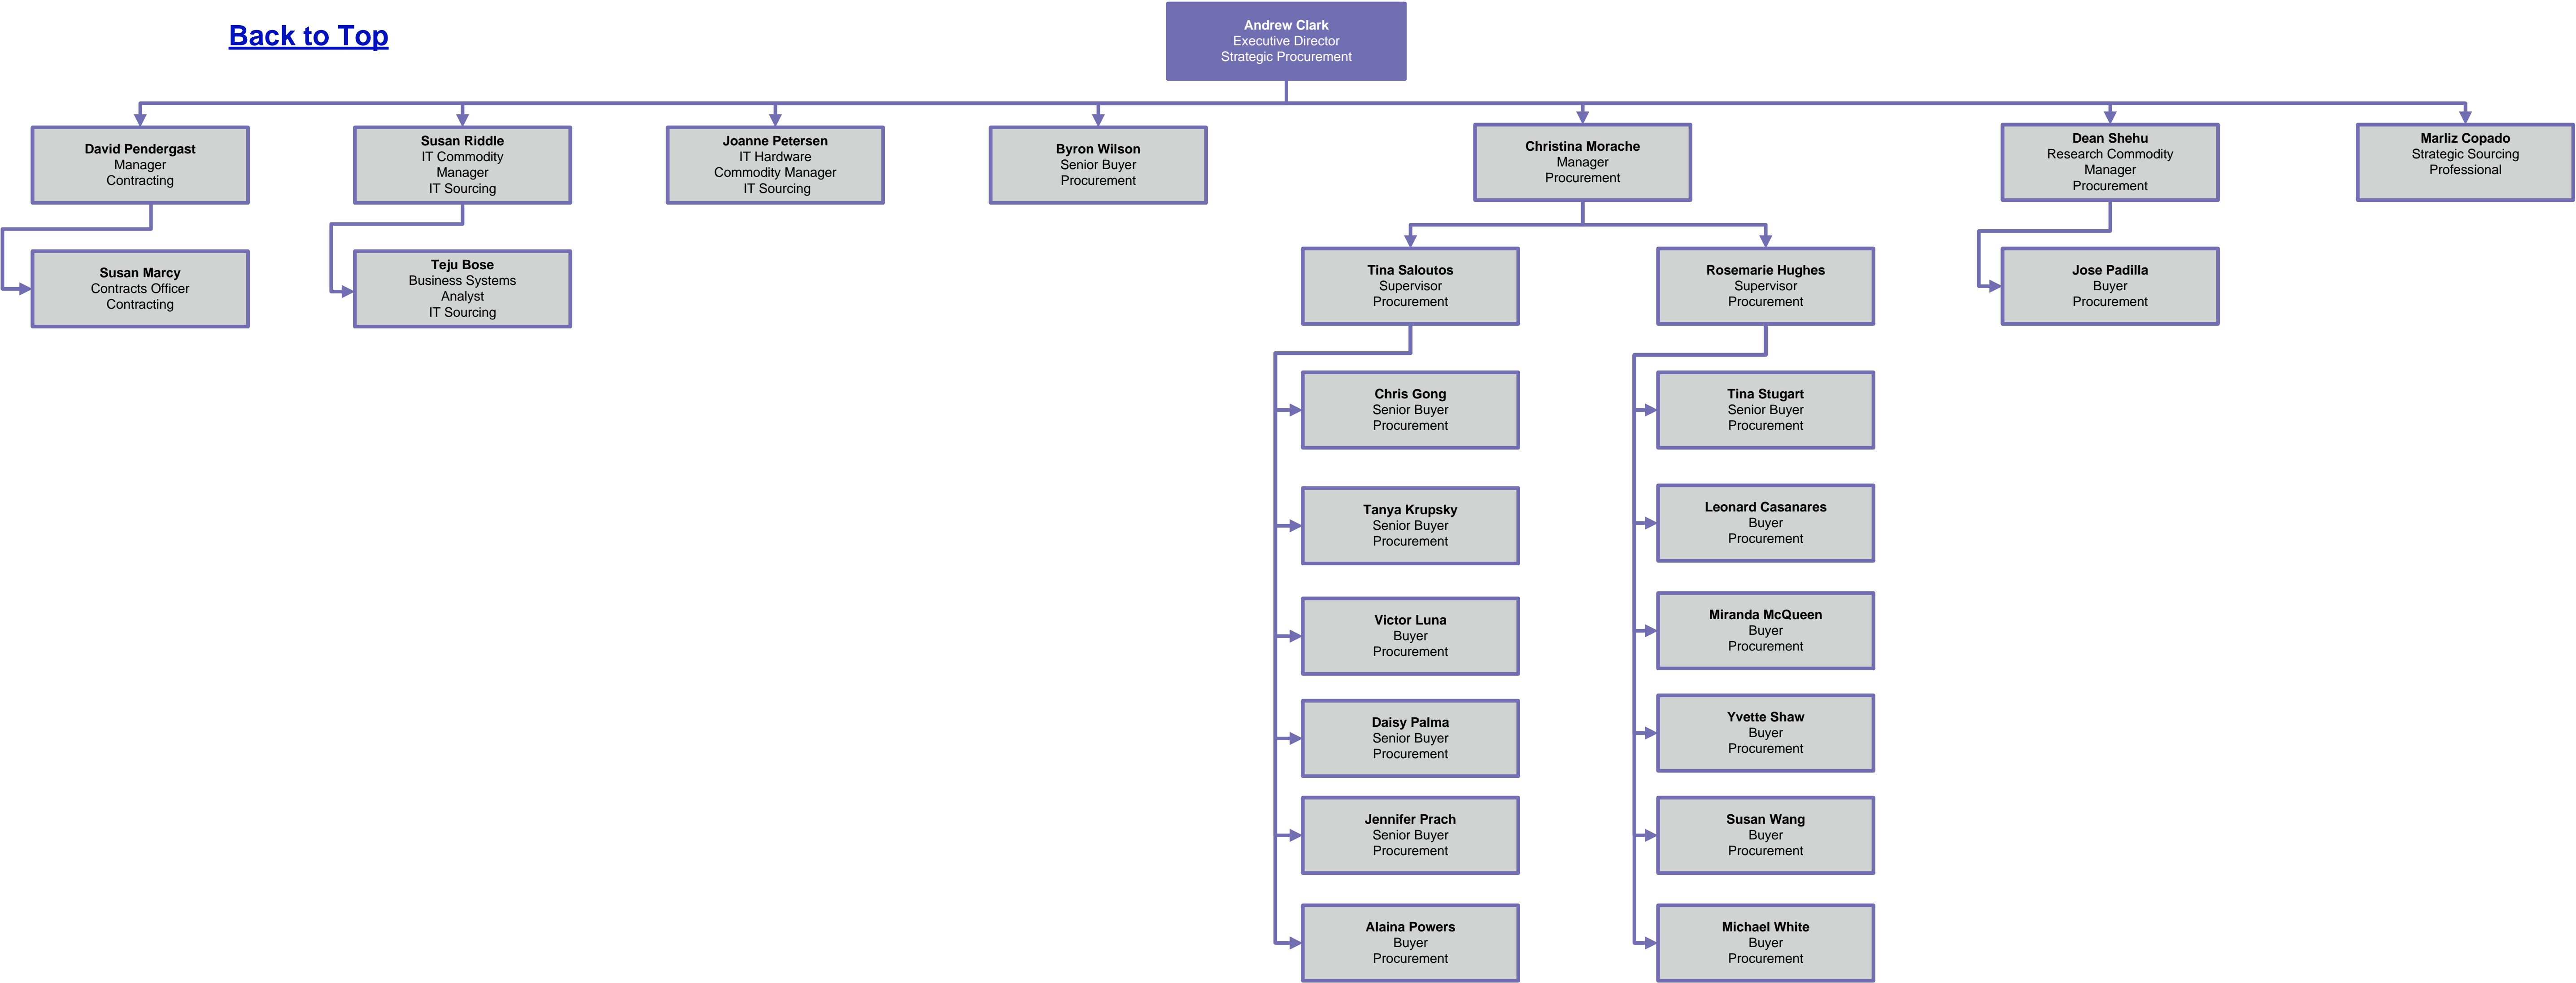 Back to Top
Andrew Clark
Executive Director
Strategic Procurement
David Pendergast
Manager
Contracting
Susan Riddle
IT Commodity
Manager
IT Sourcing
Joanne Petersen
IT Hardware
Commodity Manager
IT Sourcing
Byron Wilson
Senior Buyer
Procurement
Christina Morache
Manager
Procurement
Dean Shehu
Research Commodity
Manager
Procurement
Marliz Copado
Strategic Sourcing
Professional
Susan Marcy
Contracts Officer
Contracting
Teju Bose
Business Systems
Analyst
IT Sourcing
Tina Saloutos
Supervisor
Procurement
Rosemarie Hughes
Supervisor
Procurement
Jose Padilla
Buyer
Procurement
Chris Gong
Senior Buyer
Procurement
Tina Stugart
Senior Buyer
Procurement
Tanya Krupsky
Senior Buyer
Procurement
Leonard Casanares
Buyer
Procurement
Victor Luna
Buyer
Procurement
Miranda McQueen
Buyer
Procurement
Daisy Palma
Senior Buyer
Procurement
Yvette Shaw
Buyer
Procurement
Jennifer Prach
Senior Buyer
Procurement
Susan Wang
Buyer
Procurement
Alaina Powers
Buyer
Procurement
Michael White
Buyer
Procurement